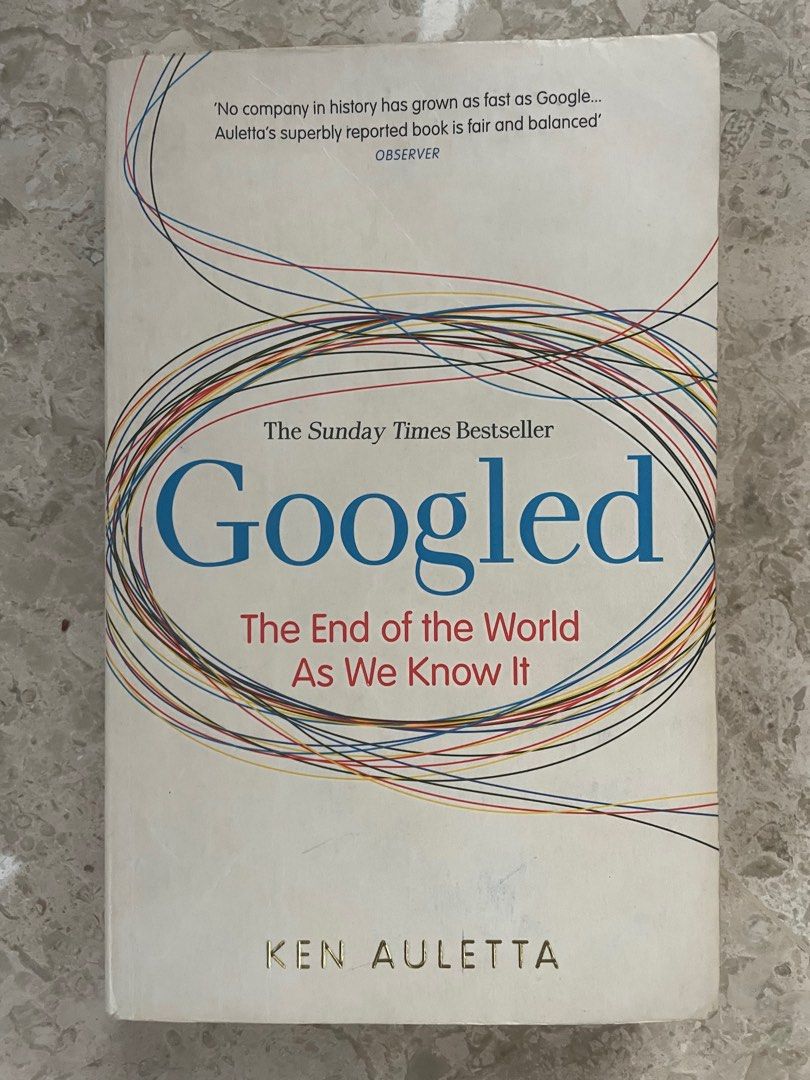 'No company in history has grown as fast as Google...
Auletta's superbly reported book is fair and balanced'
OBSERVER
The Sunday Times Bestseller
Googled
The End of the World
As We Know It
KEN AULETTA